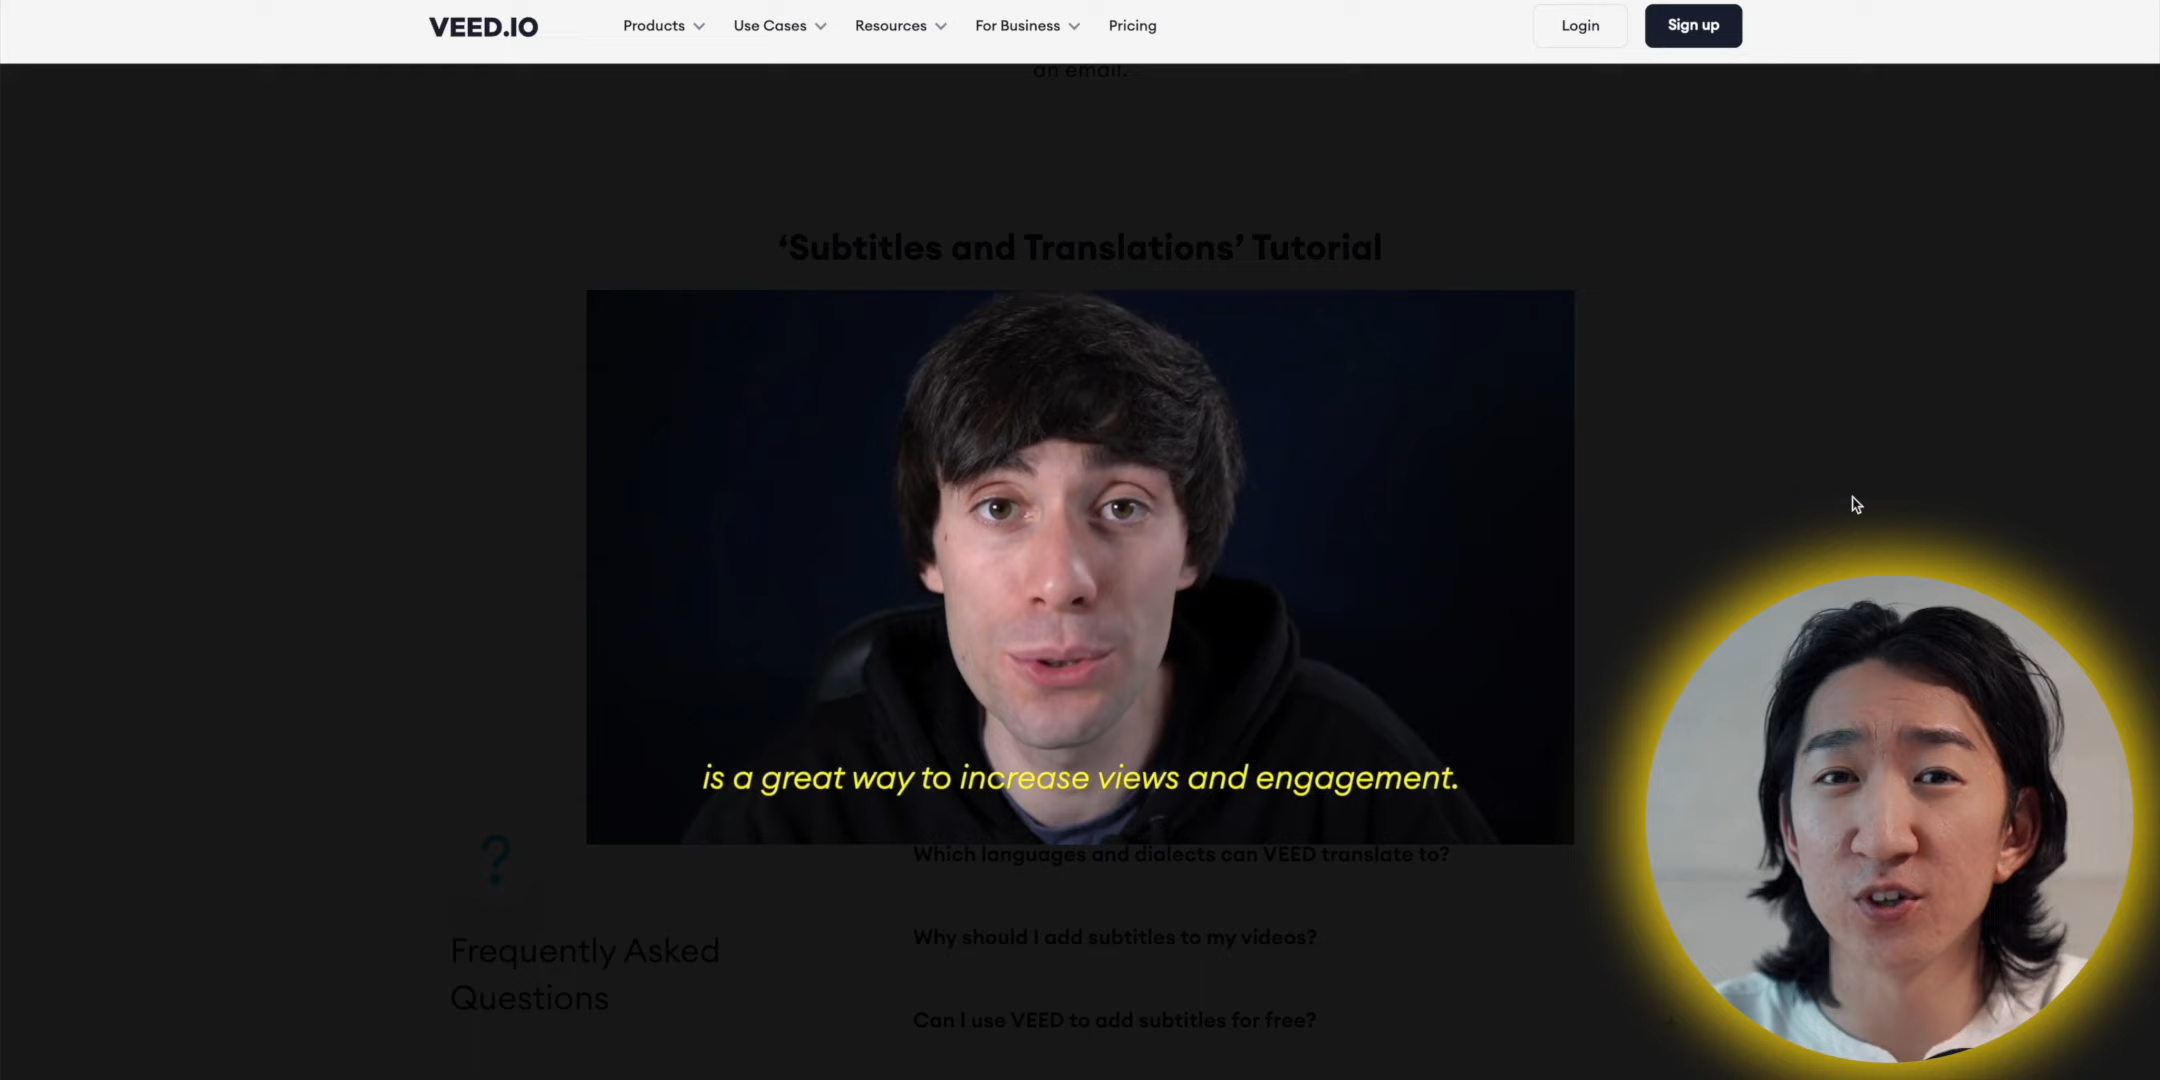 VEED.IO
Products
Use Cases
Resources
For Business
Pricing
Login
Sign up
an email.
‘Subtitles and Translations’ Tutorial
is a great way to increase views and engagement.
?
Which languages and dialects can VEED translate to?
Frequently Asked
Questions
Why should I add subtitles to my videos?
Can I use VEED to add subtitles for free?
+